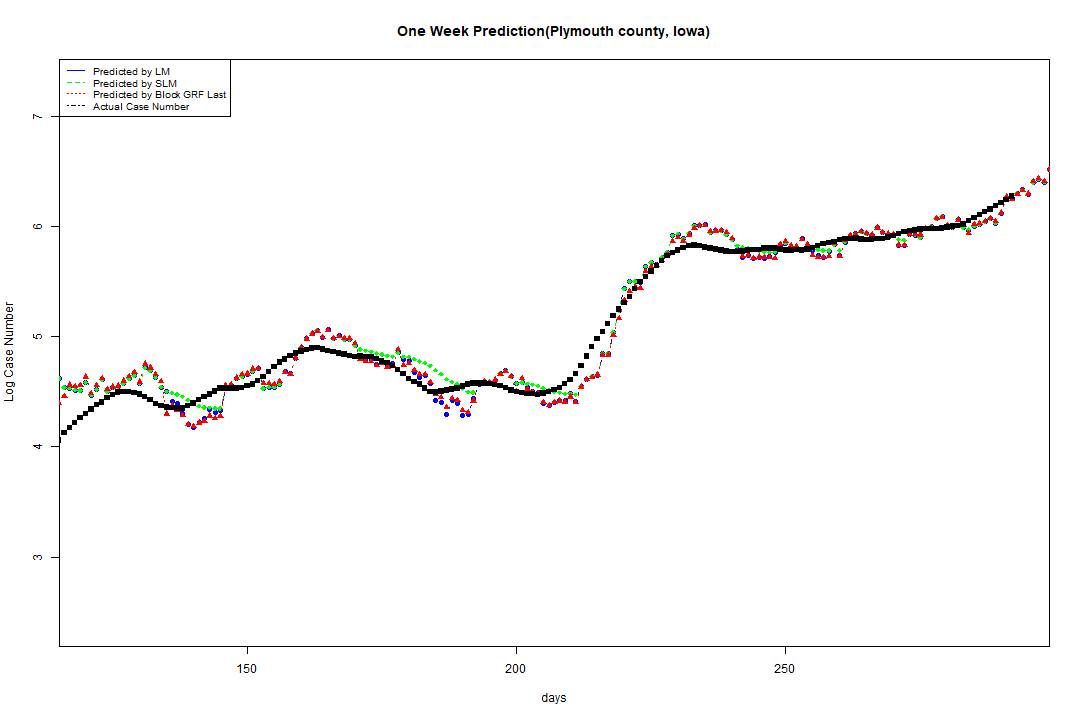 One Week Prediction(Plymouth county, Iowa)
Predicted by LM
Predicted by SLM
Predicted by Block GRF Last
Actual Case Number
7
6
5
4
3
Log Case Number
150 200 250
days